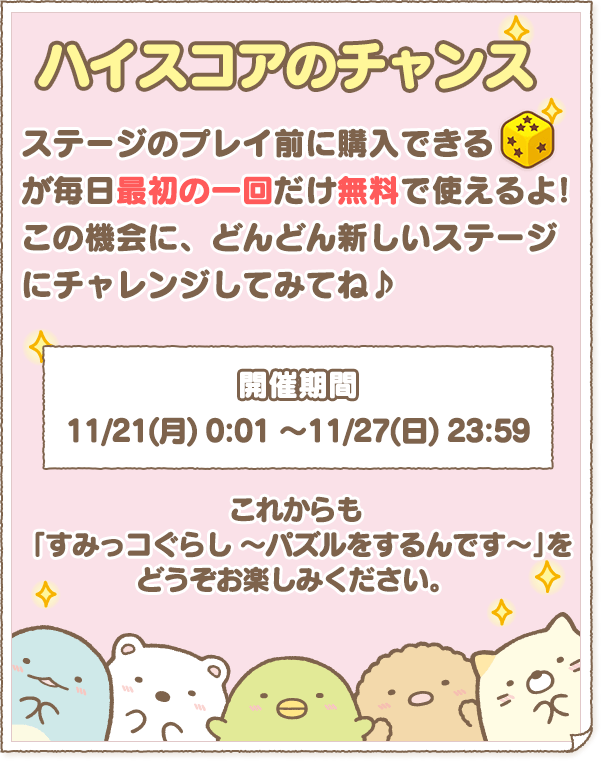 ハイスコアのチャンス
ステージのプレイ前に購入できる
が毎日最初の一回だけ無料で使えるよ!
この機会に、どんどん新しいステージ
にチャレンジしてみてね♪
開催期間
11/21(月) 0:01 ～11/27(日) 23:59
これからも
「すみっコぐらし ～パズルをするんです～」を
どうぞお楽しみください。